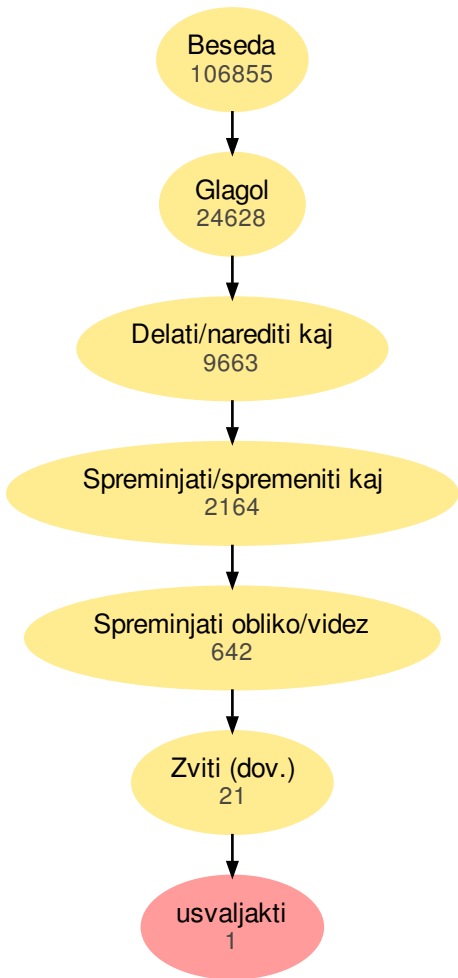 Beseda
106855
Glagol
24628
Delati/narediti kaj
9663
Spreminjati/spremeniti kaj
2164
Spreminjati obliko/videz
642
Zviti (dov.)
21
usvaljakti
1